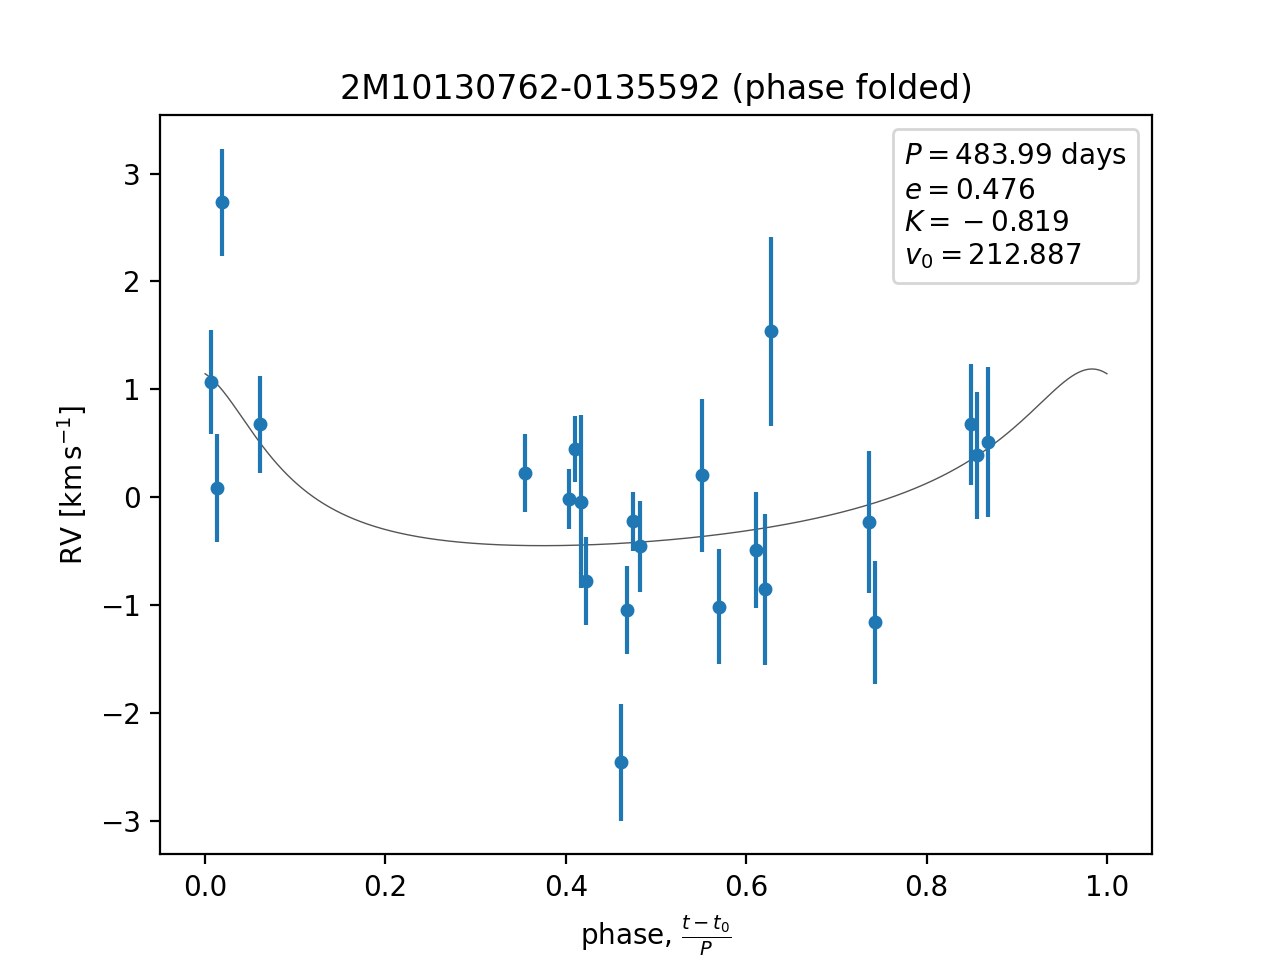 2M10130762-0135592 (phase folded)
P = 483.99 days
e = 0.476
K = −0.819
v₀ = 212.887
3
2
1
0
−1
−2
−3
RV [km s⁻¹]
0.0 0.2 0.4 0.6 0.8 1.0
phase, (t − t₀)/P